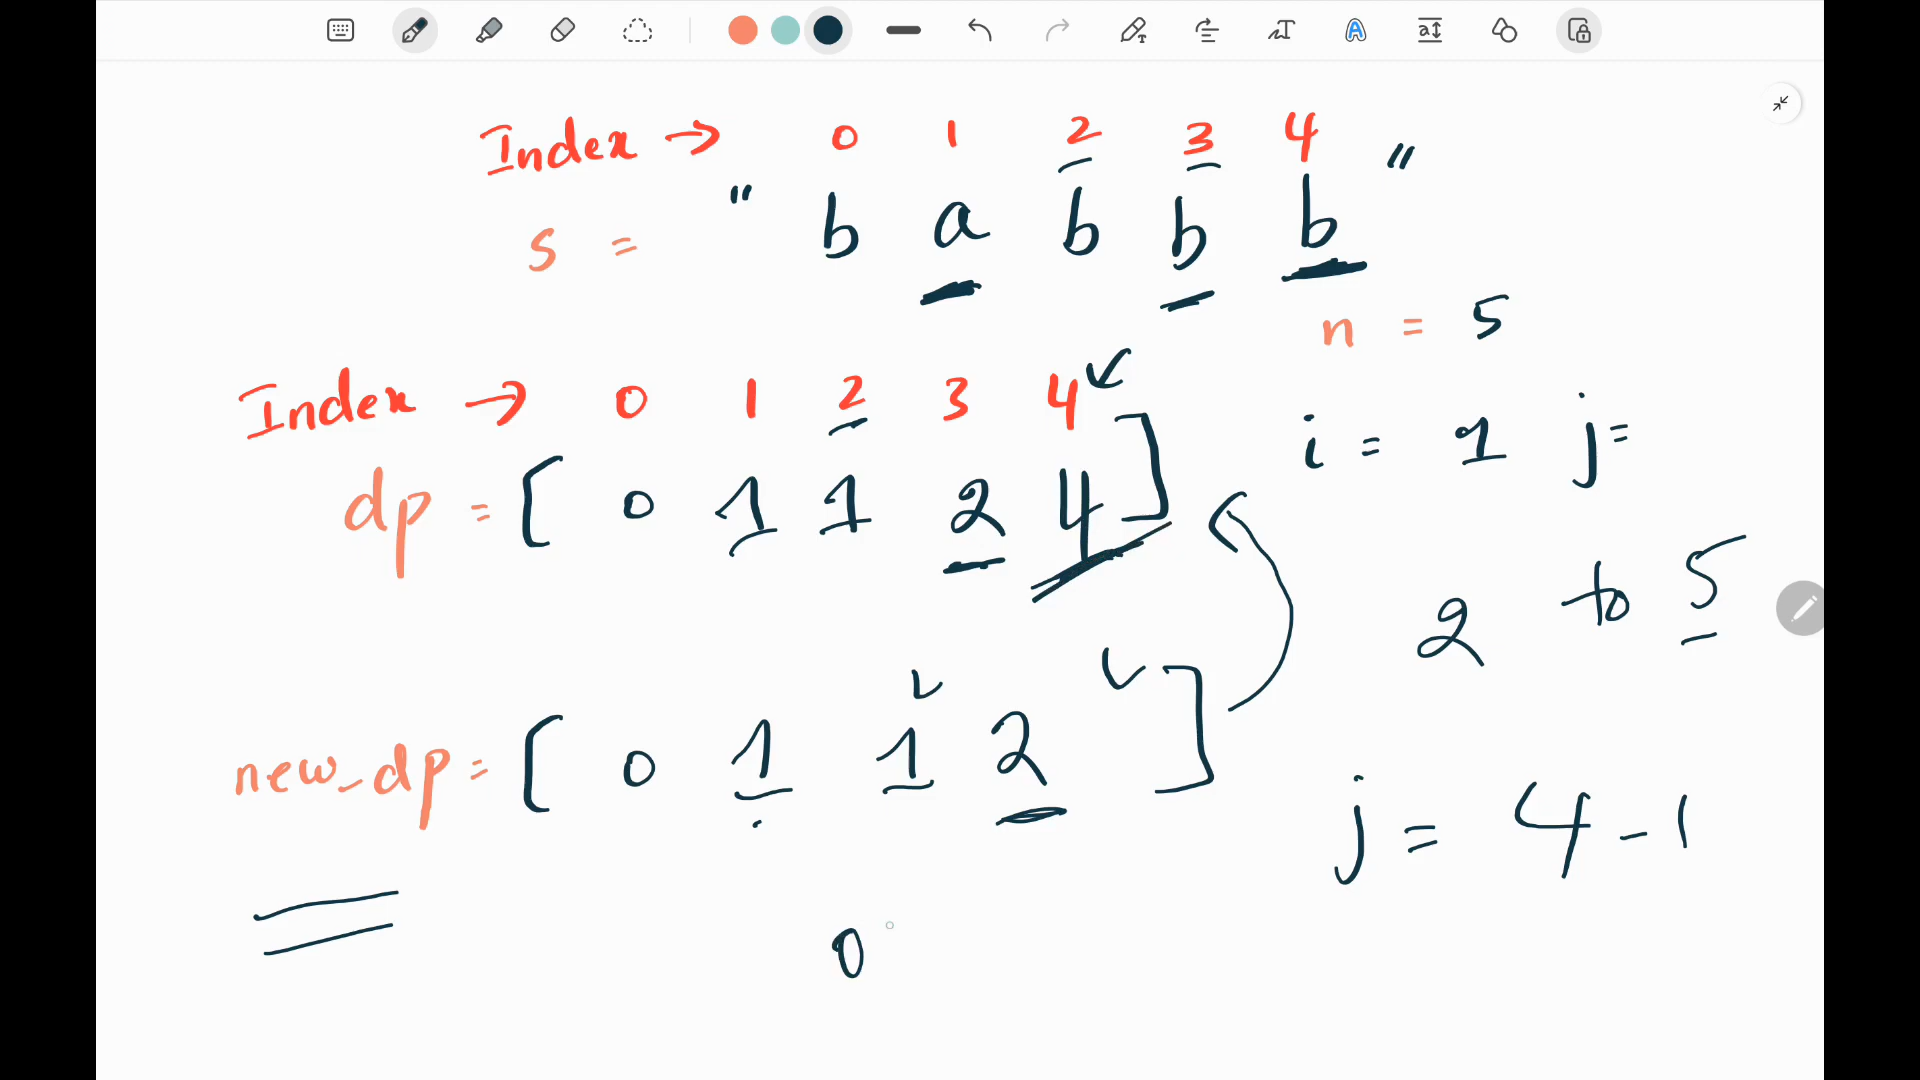 Index → 0 1 2 3 4
s = " b a b b b "
n = 5
Index → 0 1 2 3 4
dp = [ 0 1 1 2 4 ]
i = 1 j =
2 to 5
new_dp = [ 0 1 1 2 ]
j = 4 - 1
0